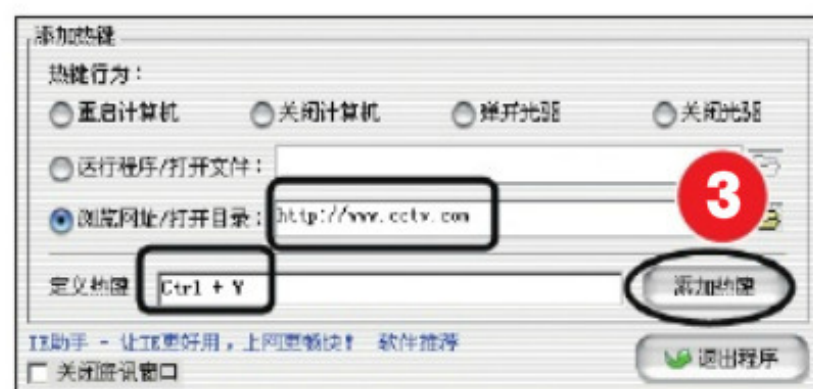 添加热键
热键行为：
重启计算机 关闭计算机 弹开光驱 关闭光驱
运行程序/打开文件：
浏览网址/打开目录： http://www.cctv.com
3
定义热键 Ctrl + Y 添加热键
IE助手 - 让IE更好用，上网更畅快！ 软件推荐
关闭资讯窗口 退出程序